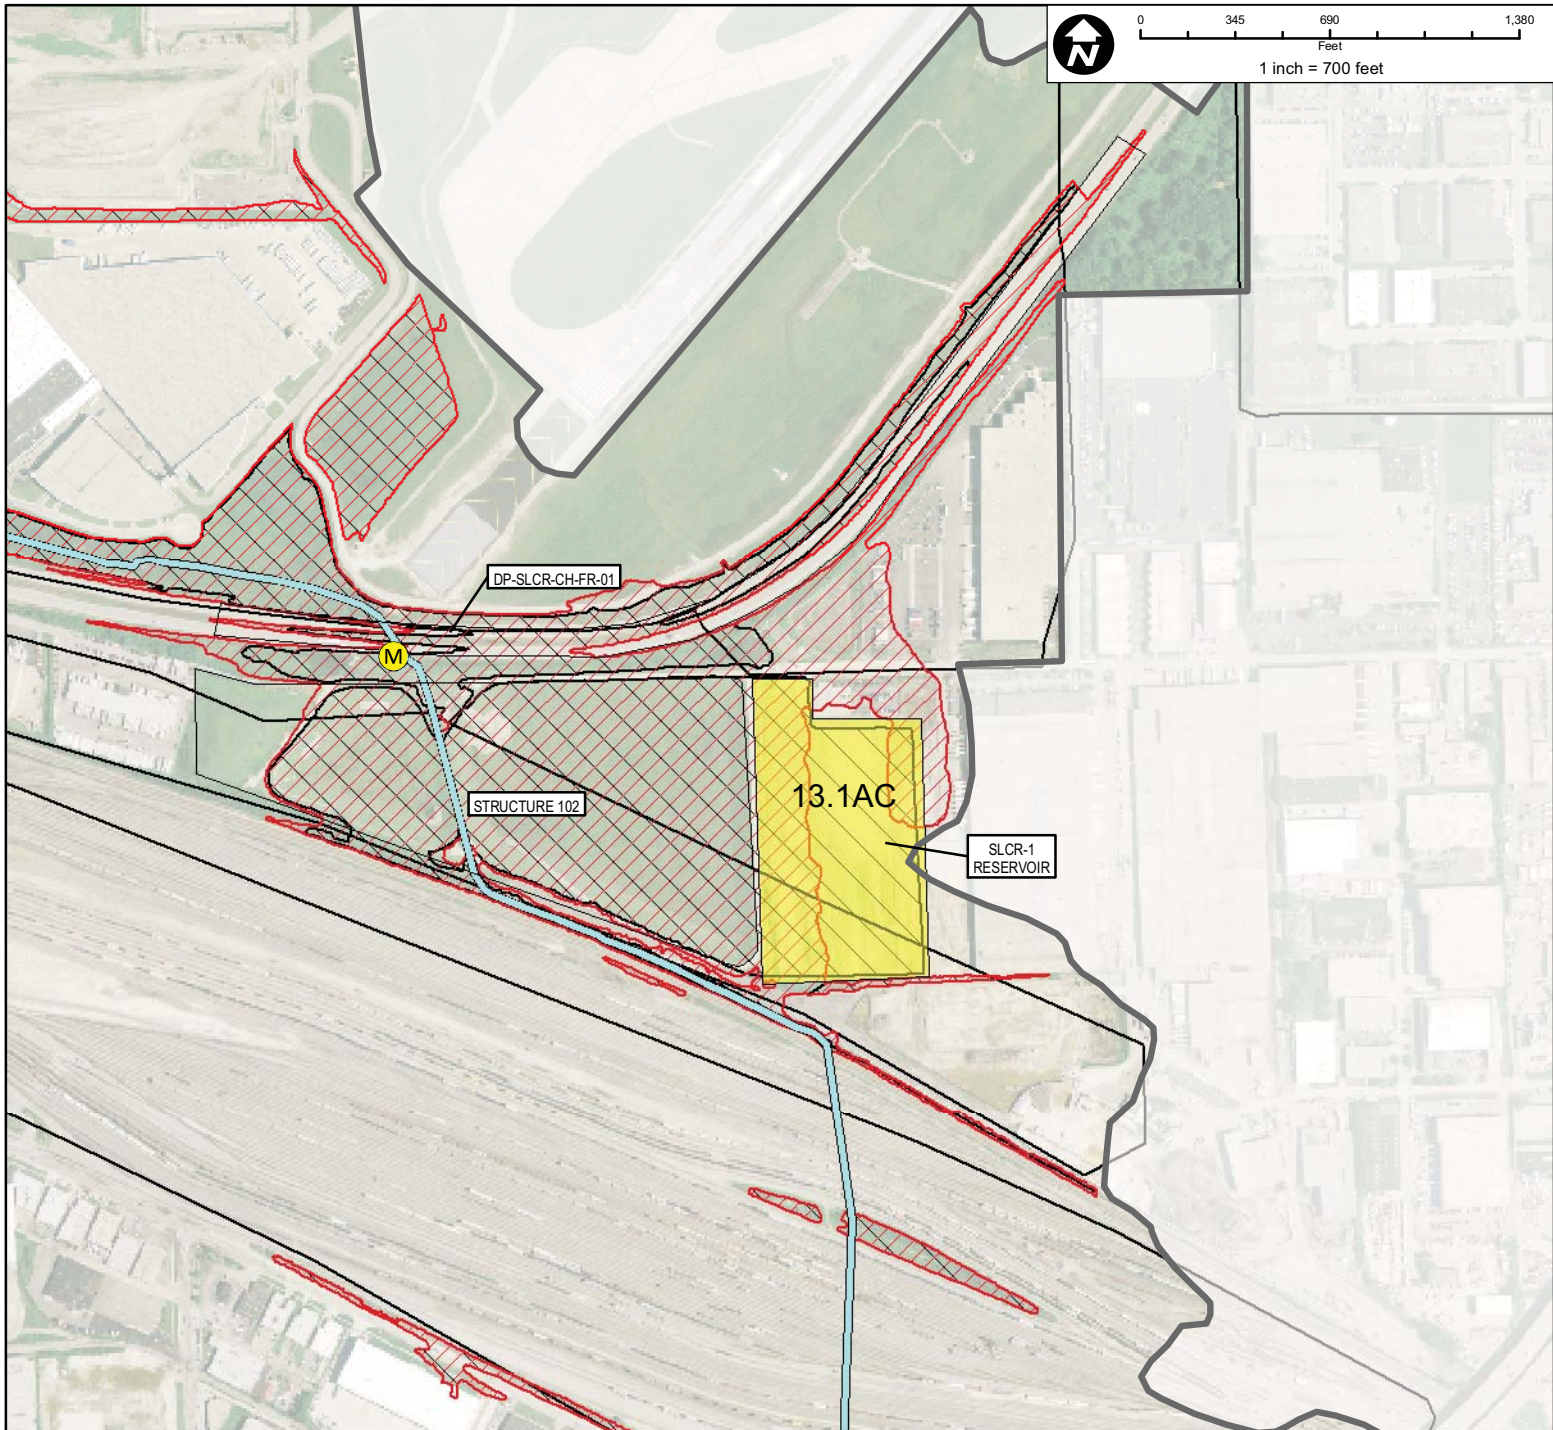 N
0 345 690 1,380
Feet
1 inch = 700 feet
DP-SLCR-CH-FR-01
M
STRUCTURE 102
13.1AC
SLCR-1
RESERVOIR